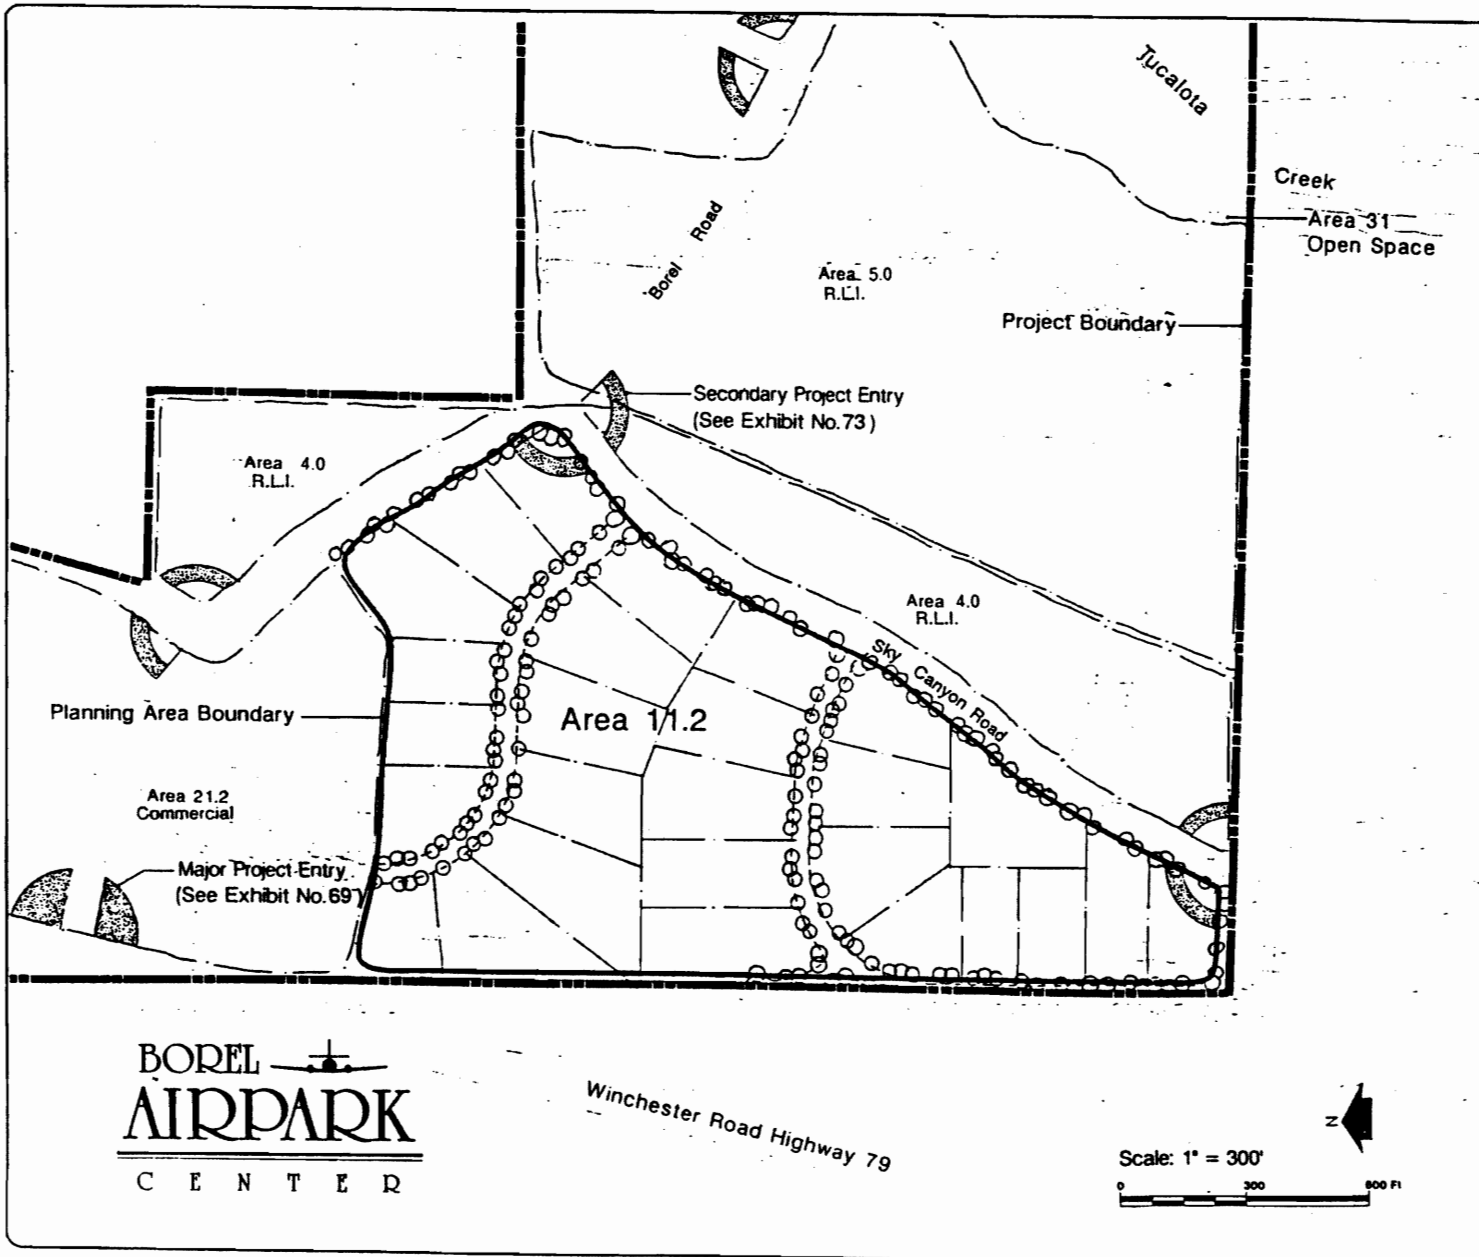 Tucalota
Creek
Area 31
Open Space
Borel Road
Area 5.0
R.L.I.
Project Boundary
Secondary Project Entry
(See Exhibit No. 73)
Area 4.0
R.L.I.
Area 4.0
R.L.I.
Sky Canyon Road
Planning Area Boundary
Area 11.2
Area 21.2
Commercial
Major Project Entry
(See Exhibit No. 69)
BOREL
AIRPARK
CENTER
Winchester Road Highway 79
N
Scale: 1" = 300'
0 300 600 Ft